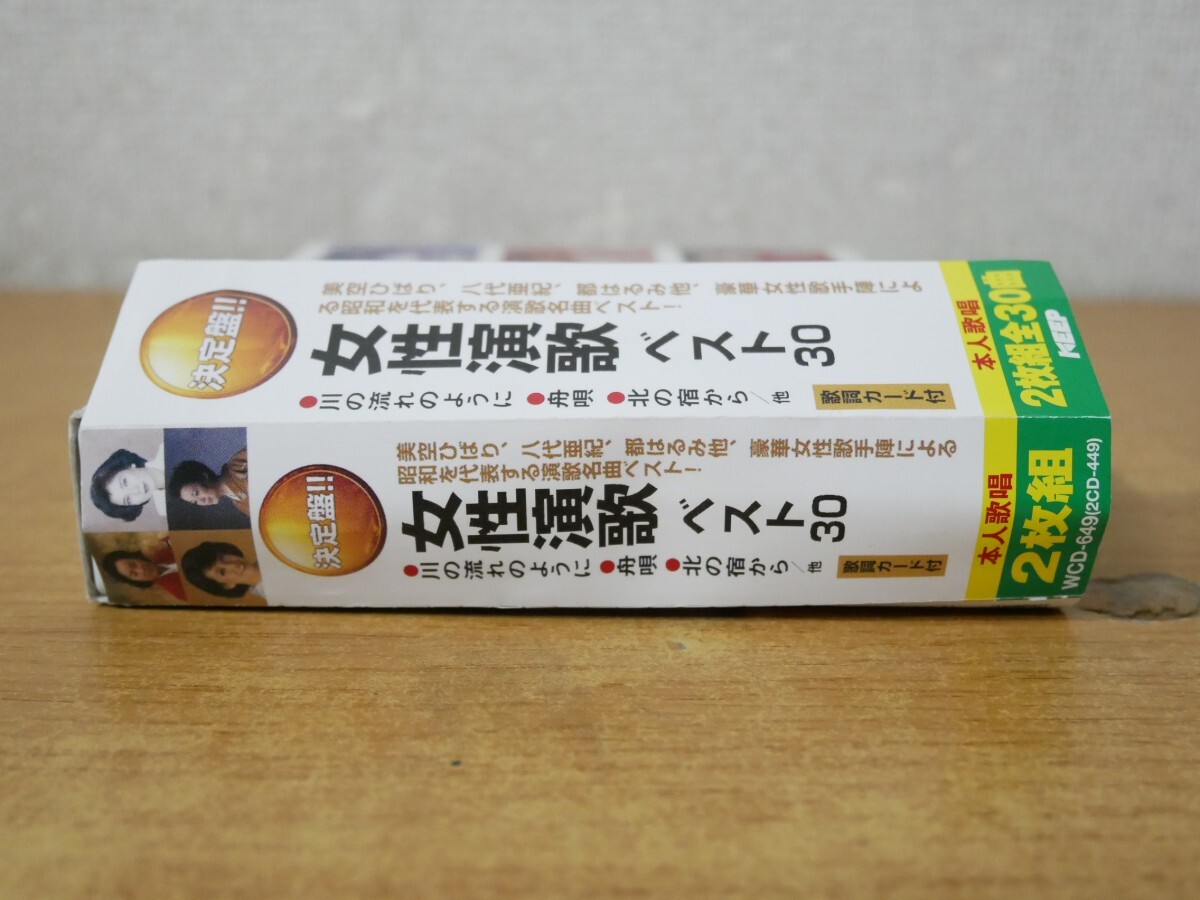 決定盤!!
美空ひばり、八代亜紀、都はるみ他、豪華女性歌手陣によ
る昭和を代表する演歌名曲ベスト!
女性演歌 ベスト30
●川の流れのように ●舟唄 ●北の宿から/他
歌詞カード付
本人歌唱
2枚組全30曲
KEEP
決定盤!!
美空ひばり、八代亜紀、都はるみ他、豪華女性歌手陣による
昭和を代表する演歌名曲ベスト!
女性演歌 ベスト30
●川の流れのように ●舟唄 ●北の宿から/他
歌詞カード付
本人歌唱
2枚組
WCD-649(2CD-449)